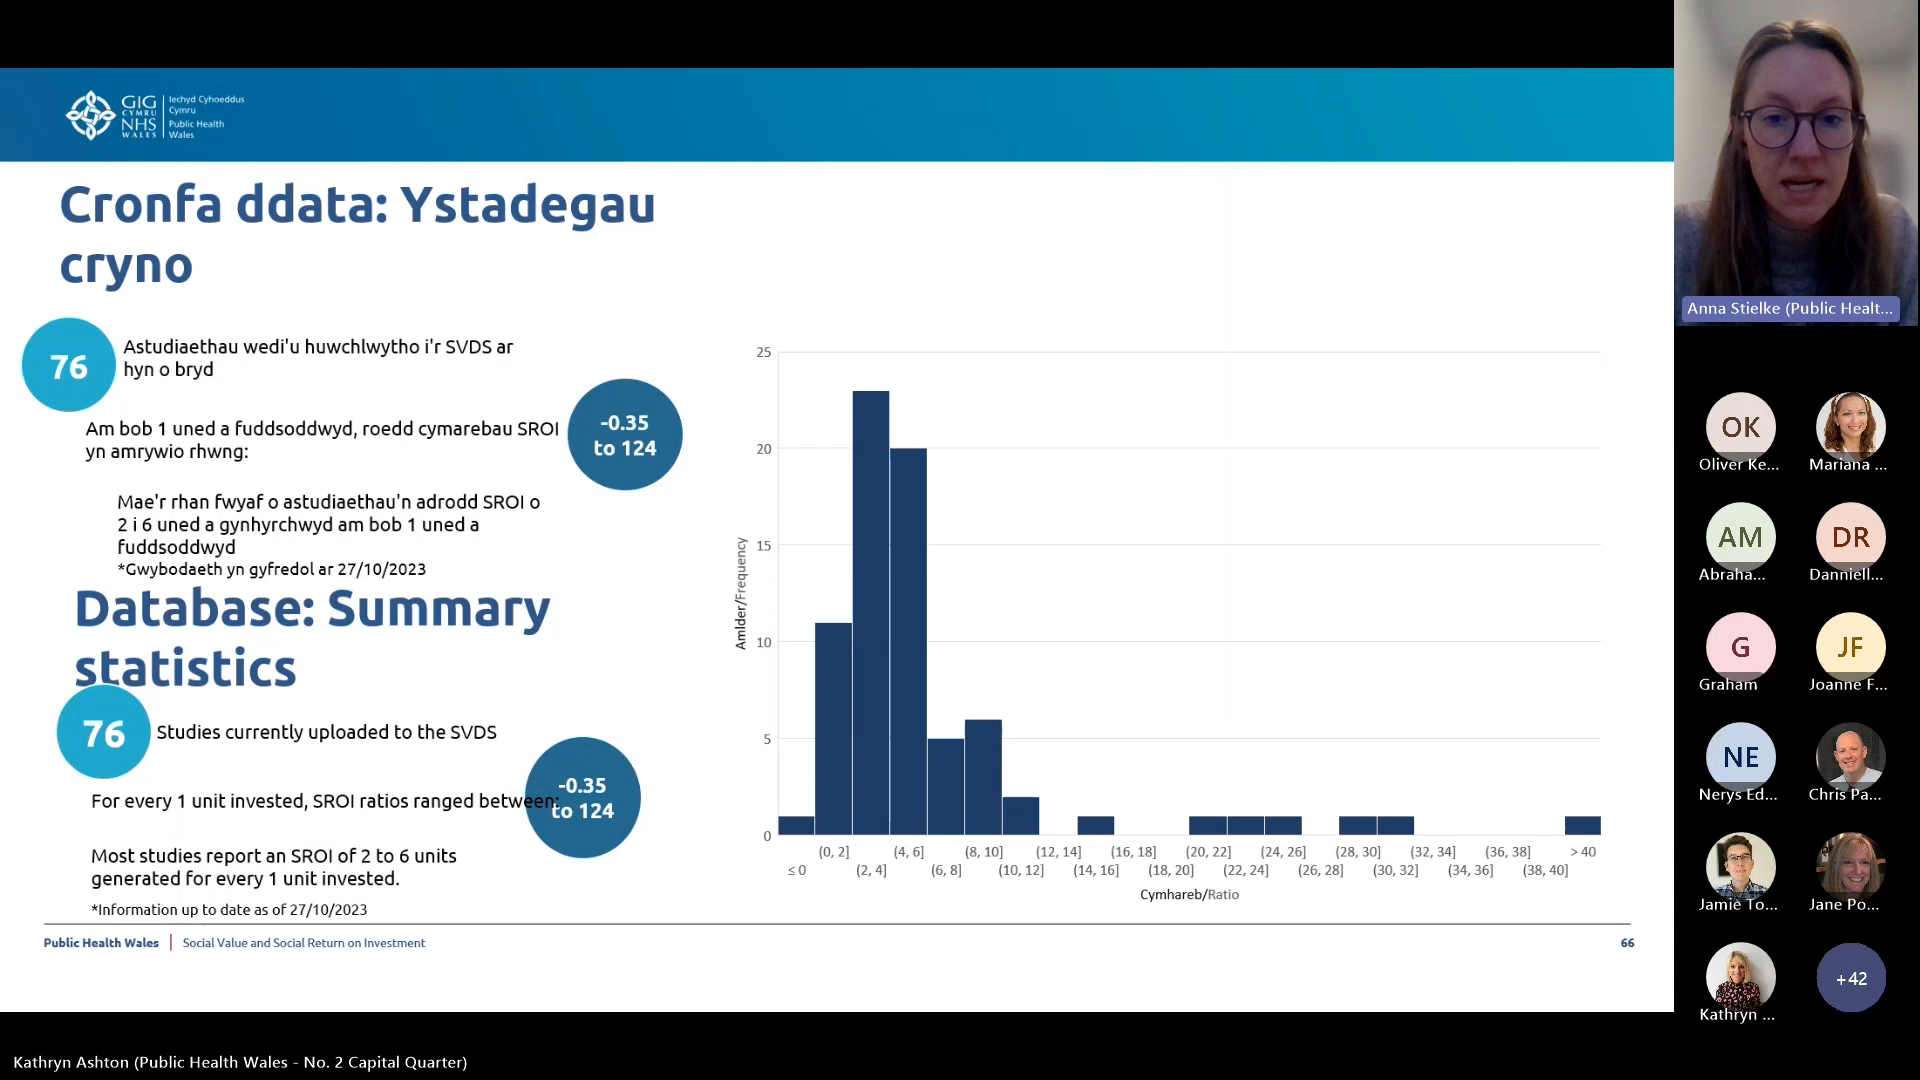 GIG
CYMRU
NHS
WALES
Iechyd Cyhoeddus
Cymru
Public Health
Wales
Cronfa ddata: Ystadegau
cryno
76
Astudiaethau wedi'u huwchlwytho i'r SVDS ar
hyn o bryd
Am bob 1 uned a fuddsoddwyd, roedd cymarebau SROI
yn amrywio rhwng:
-0.35
to 124
Mae'r rhan fwyaf o astudiaethau'n adrodd SROI o
2 i 6 uned a gynhyrchwyd am bob 1 uned a
fuddsoddwyd
*Gwybodaeth yn gyfredol ar 27/10/2023
Database: Summary
statistics
76
Studies currently uploaded to the SVDS
For every 1 unit invested, SROI ratios ranged between:
-0.35
to 124
Most studies report an SROI of 2 to 6 units
generated for every 1 unit invested.
*Information up to date as of 27/10/2023
Amlder/Frequency
25
20
15
10
5
0
(0, 2] (4, 6] (8, 10] (12, 14] (16, 18] (20, 22] (24, 26] (28, 30] (32, 34] (36, 38] > 40
≤ 0 (2, 4] (6, 8] (10, 12] (14, 16] (18, 20] (22, 24] (26, 28] (30, 32] (34, 36] (38, 40]
Cymhareb/Ratio
Public Health Wales | Social Value and Social Return on Investment
66
Anna Stielke (Public Healt...
OK
Oliver Ke...
Mariana ...
AM
Abraha...
DR
Danniell...
G
Graham
JF
Joanne F...
NE
Nerys Ed...
Chris Pa...
Jamie To...
Jane Po...
Kathryn ...
+42
Kathryn Ashton (Public Health Wales - No. 2 Capital Quarter)